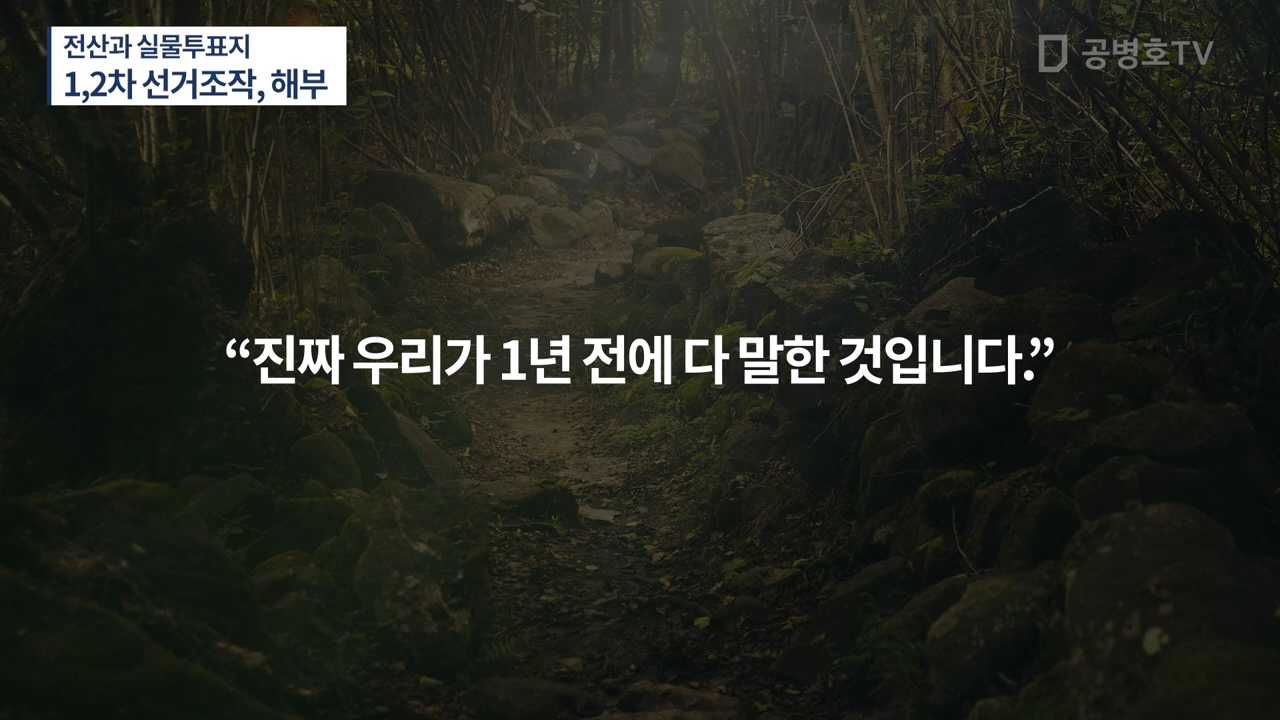 전산과 실물투표지
1,2차 선거조작, 해부
공병호TV
“진짜 우리가 1년 전에 다 말한 것입니다.”